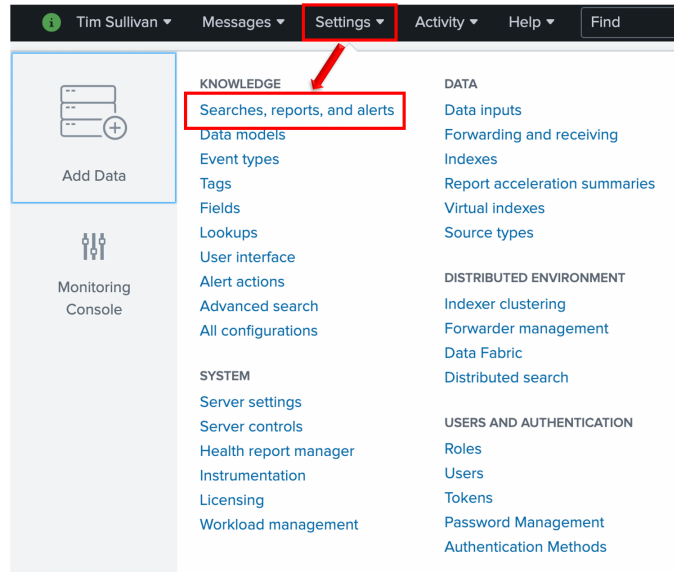 i Tim Sullivan Messages Settings Activity Help Find
Add Data
Monitoring
Console
KNOWLEDGE
Searches, reports, and alerts
Data models
Event types
Tags
Fields
Lookups
User interface
Alert actions
Advanced search
All configurations
SYSTEM
Server settings
Server controls
Health report manager
Instrumentation
Licensing
Workload management
DATA
Data inputs
Forwarding and receiving
Indexes
Report acceleration summaries
Virtual indexes
Source types
DISTRIBUTED ENVIRONMENT
Indexer clustering
Forwarder management
Data Fabric
Distributed search
USERS AND AUTHENTICATION
Roles
Users
Tokens
Password Management
Authentication Methods